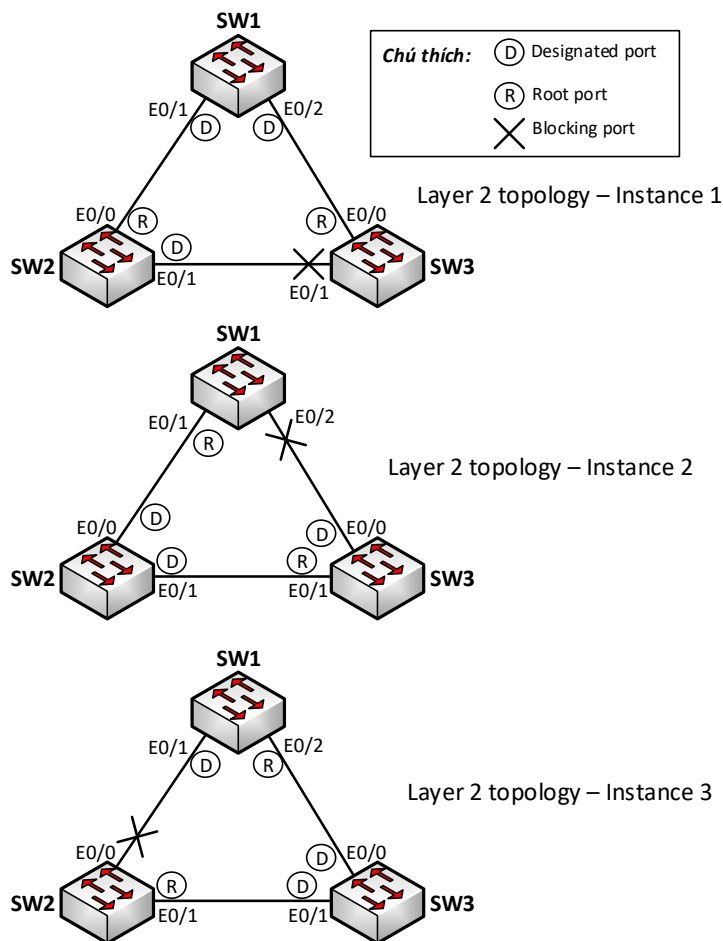 SW1
Chú thích:
D Designated port
R Root port
Blocking port
E0/1 D D E0/2
Layer 2 topology – Instance 1
E0/0 R D R E0/0
SW2 E0/1 E0/1 SW3
SW1
E0/1 R E0/2
Layer 2 topology – Instance 2
E0/0 D D E0/0
SW2 D E0/1 R E0/1 SW3
SW1
E0/1 D R E0/2
Layer 2 topology – Instance 3
E0/0 D E0/0
SW2 R E0/1 D E0/1 SW3